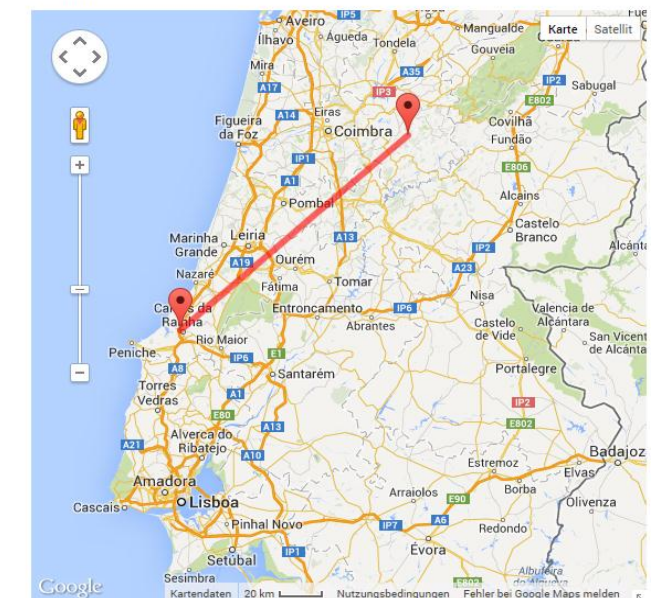 IP5
Aveiro
Ílhavo
Águeda
Tondela
Mangualde
Gouveia
Karte Satellit
Mira
A17
A35
IP3
IP2
Sabugal
E802
Figueira
da Foz
A14
Eiras
Coimbra
Covilhã
Fundão
IP1
A1
E806
Pombal
Alcains
Marinha
Grande
Leiria
A13
Castelo
Branco
IP2
A19
Ourém
A23
Nazaré
Fátima
Tomar
Caldas da
Rainha
Entroncamento
IP6
Nisa
Abrantes
Valencia de
Alcántara
Castelo
de Vide
Rio Maior
San Vicent
de Alcánta
Peniche
A8
IP6
E1
Santarém
Portalegre
Torres
Vedras
A1
IP2
E80
E802
A13
Alverca do
Ribatejo
A21
A10
Badajoz
Estremoz
Elvas
Amadora
Arraiolos
E90
Borba
Cascais
Lisboa
Olivenza
Pinhal Novo
IP7
A6
Redondo
Évora
IP1
Setúbal
Sesimbra
E802
Albufeira
do Alqueva
Google
Kartendaten 20 km Nutzungsbedingungen Fehler bei Google Maps melden